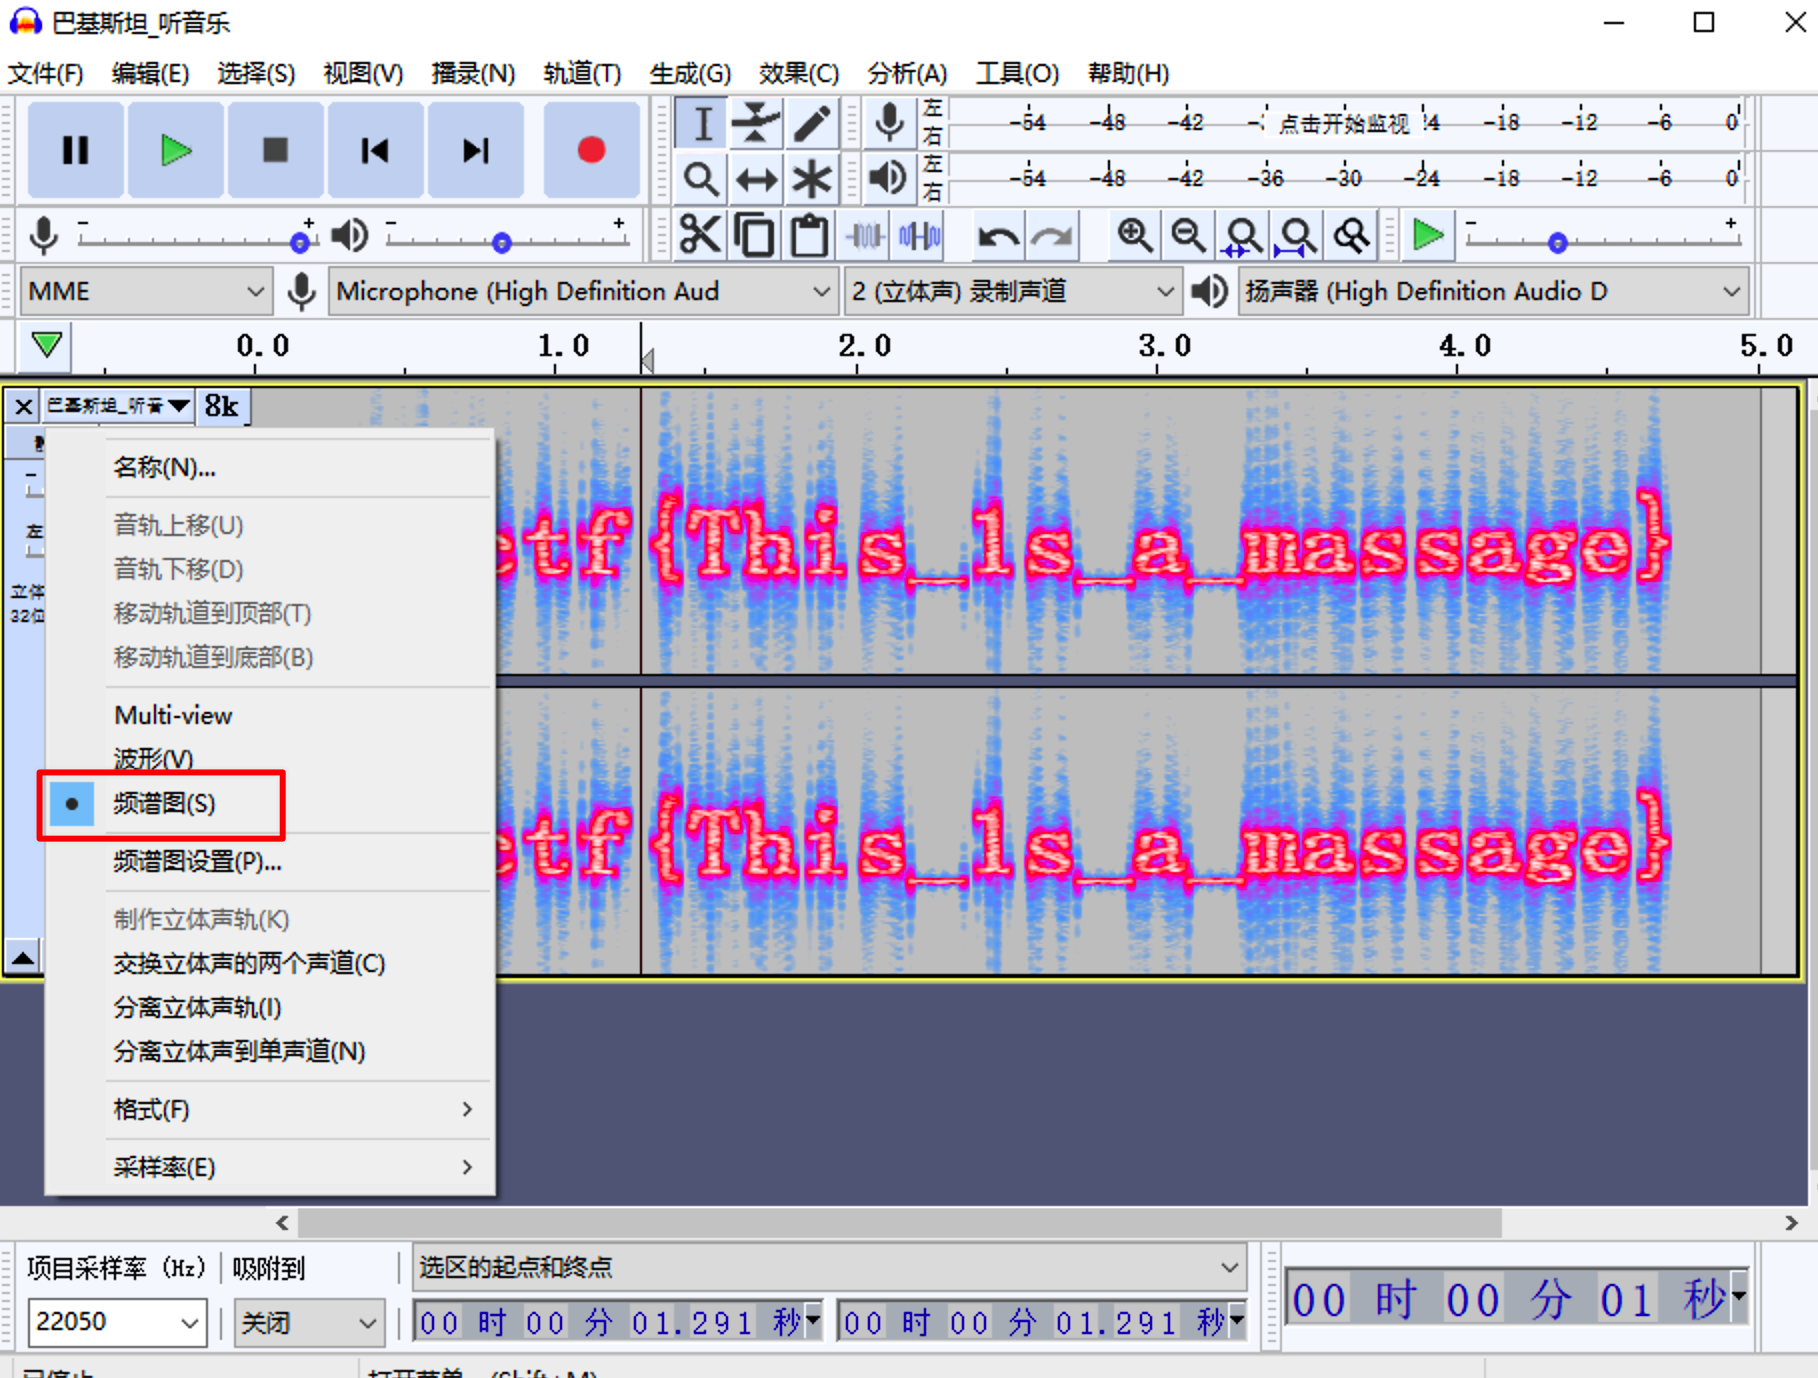 巴基斯坦_听音乐
文件(F) 编辑(E) 选择(S) 视图(V) 播录(N) 轨道(T) 生成(G) 效果(C) 分析(A) 工具(O) 帮助(H)
左 右 -54 -48 -42 点击开始监视 -18 -12 -6 0
左 右 -54 -48 -42 -36 -30 -24 -18 -12 -6 0
- + - + - +
MME Microphone (High Definition Aud 2 (立体声) 录制声道 扬声器 (High Definition Audio D
0.0 1.0 2.0 3.0 4.0 5.0
巴基斯坦_听音 8k
名称(N)...
音轨上移(U)
音轨下移(D)
移动轨道到顶部(T)
移动轨道到底部(B)
Multi-view
波形(V)
频谱图(S)
频谱图设置(P)...
制作立体声轨(K)
交换立体声的两个声道(C)
分离立体声轨(I)
分离立体声到单声道(N)
格式(F)
采样率(E)
左
立体
32位
tf{This_1s_a_massage}
tf{This_1s_a_massage}
项目采样率 (Hz) 吸附到 选区的起点和终点
22050 关闭 00 时 00 分 01.291 秒 00 时 00 分 01.291 秒 00 时 00 分 01 秒